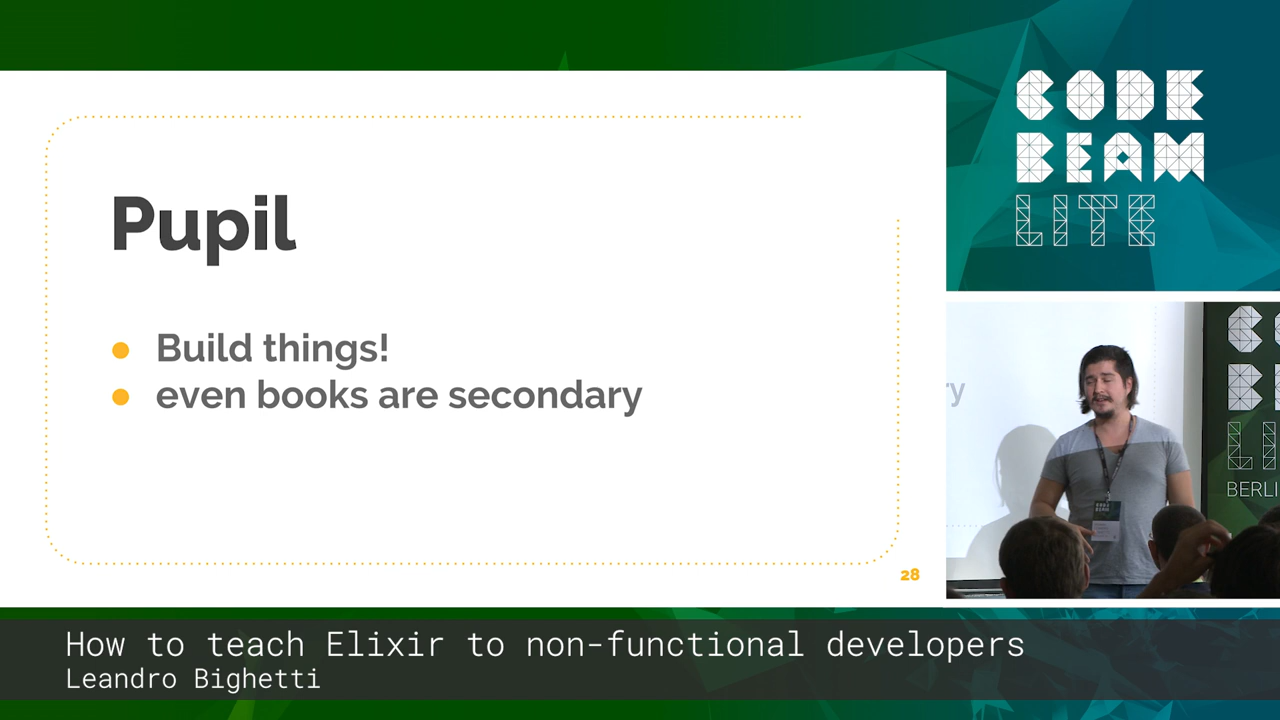 CODE
BEAM
LITE
Pupil
Build things!
even books are secondary
28
ry
BERLI
How to teach Elixir to non-functional developers
Leandro Bighetti